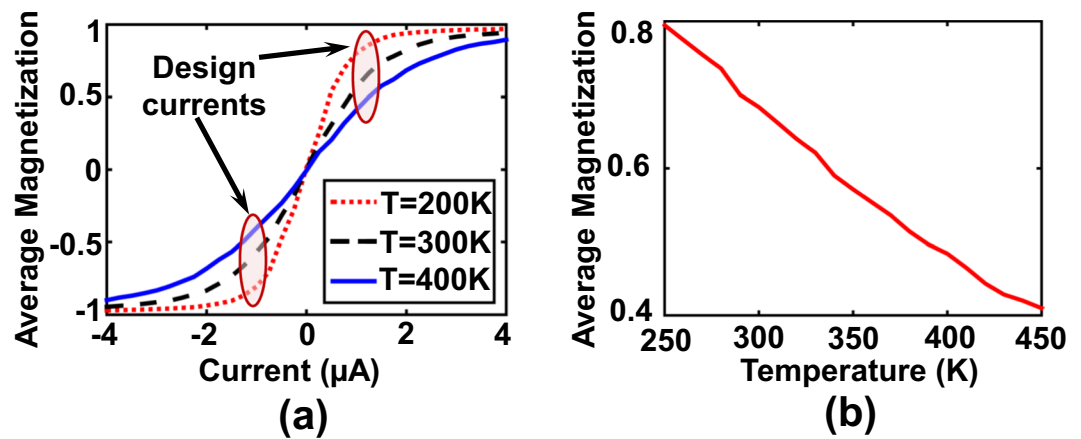 Average Magnetization
1
0.5
0
-0.5
-1
Design
currents
T=200K
T=300K
T=400K
-4
-2
0
2
4
Current (µA)
(a)
Average Magnetization
0.8
0.6
0.4
250
300
350
400
450
Temperature (K)
(b)